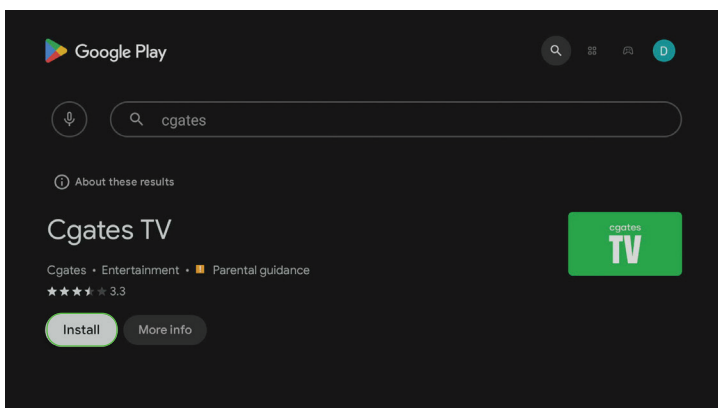 Google Play
D
cgates
About these results
Cgates TV
cgates
TV
Cgates • Entertainment • Parental guidance
3.3
Install
More info